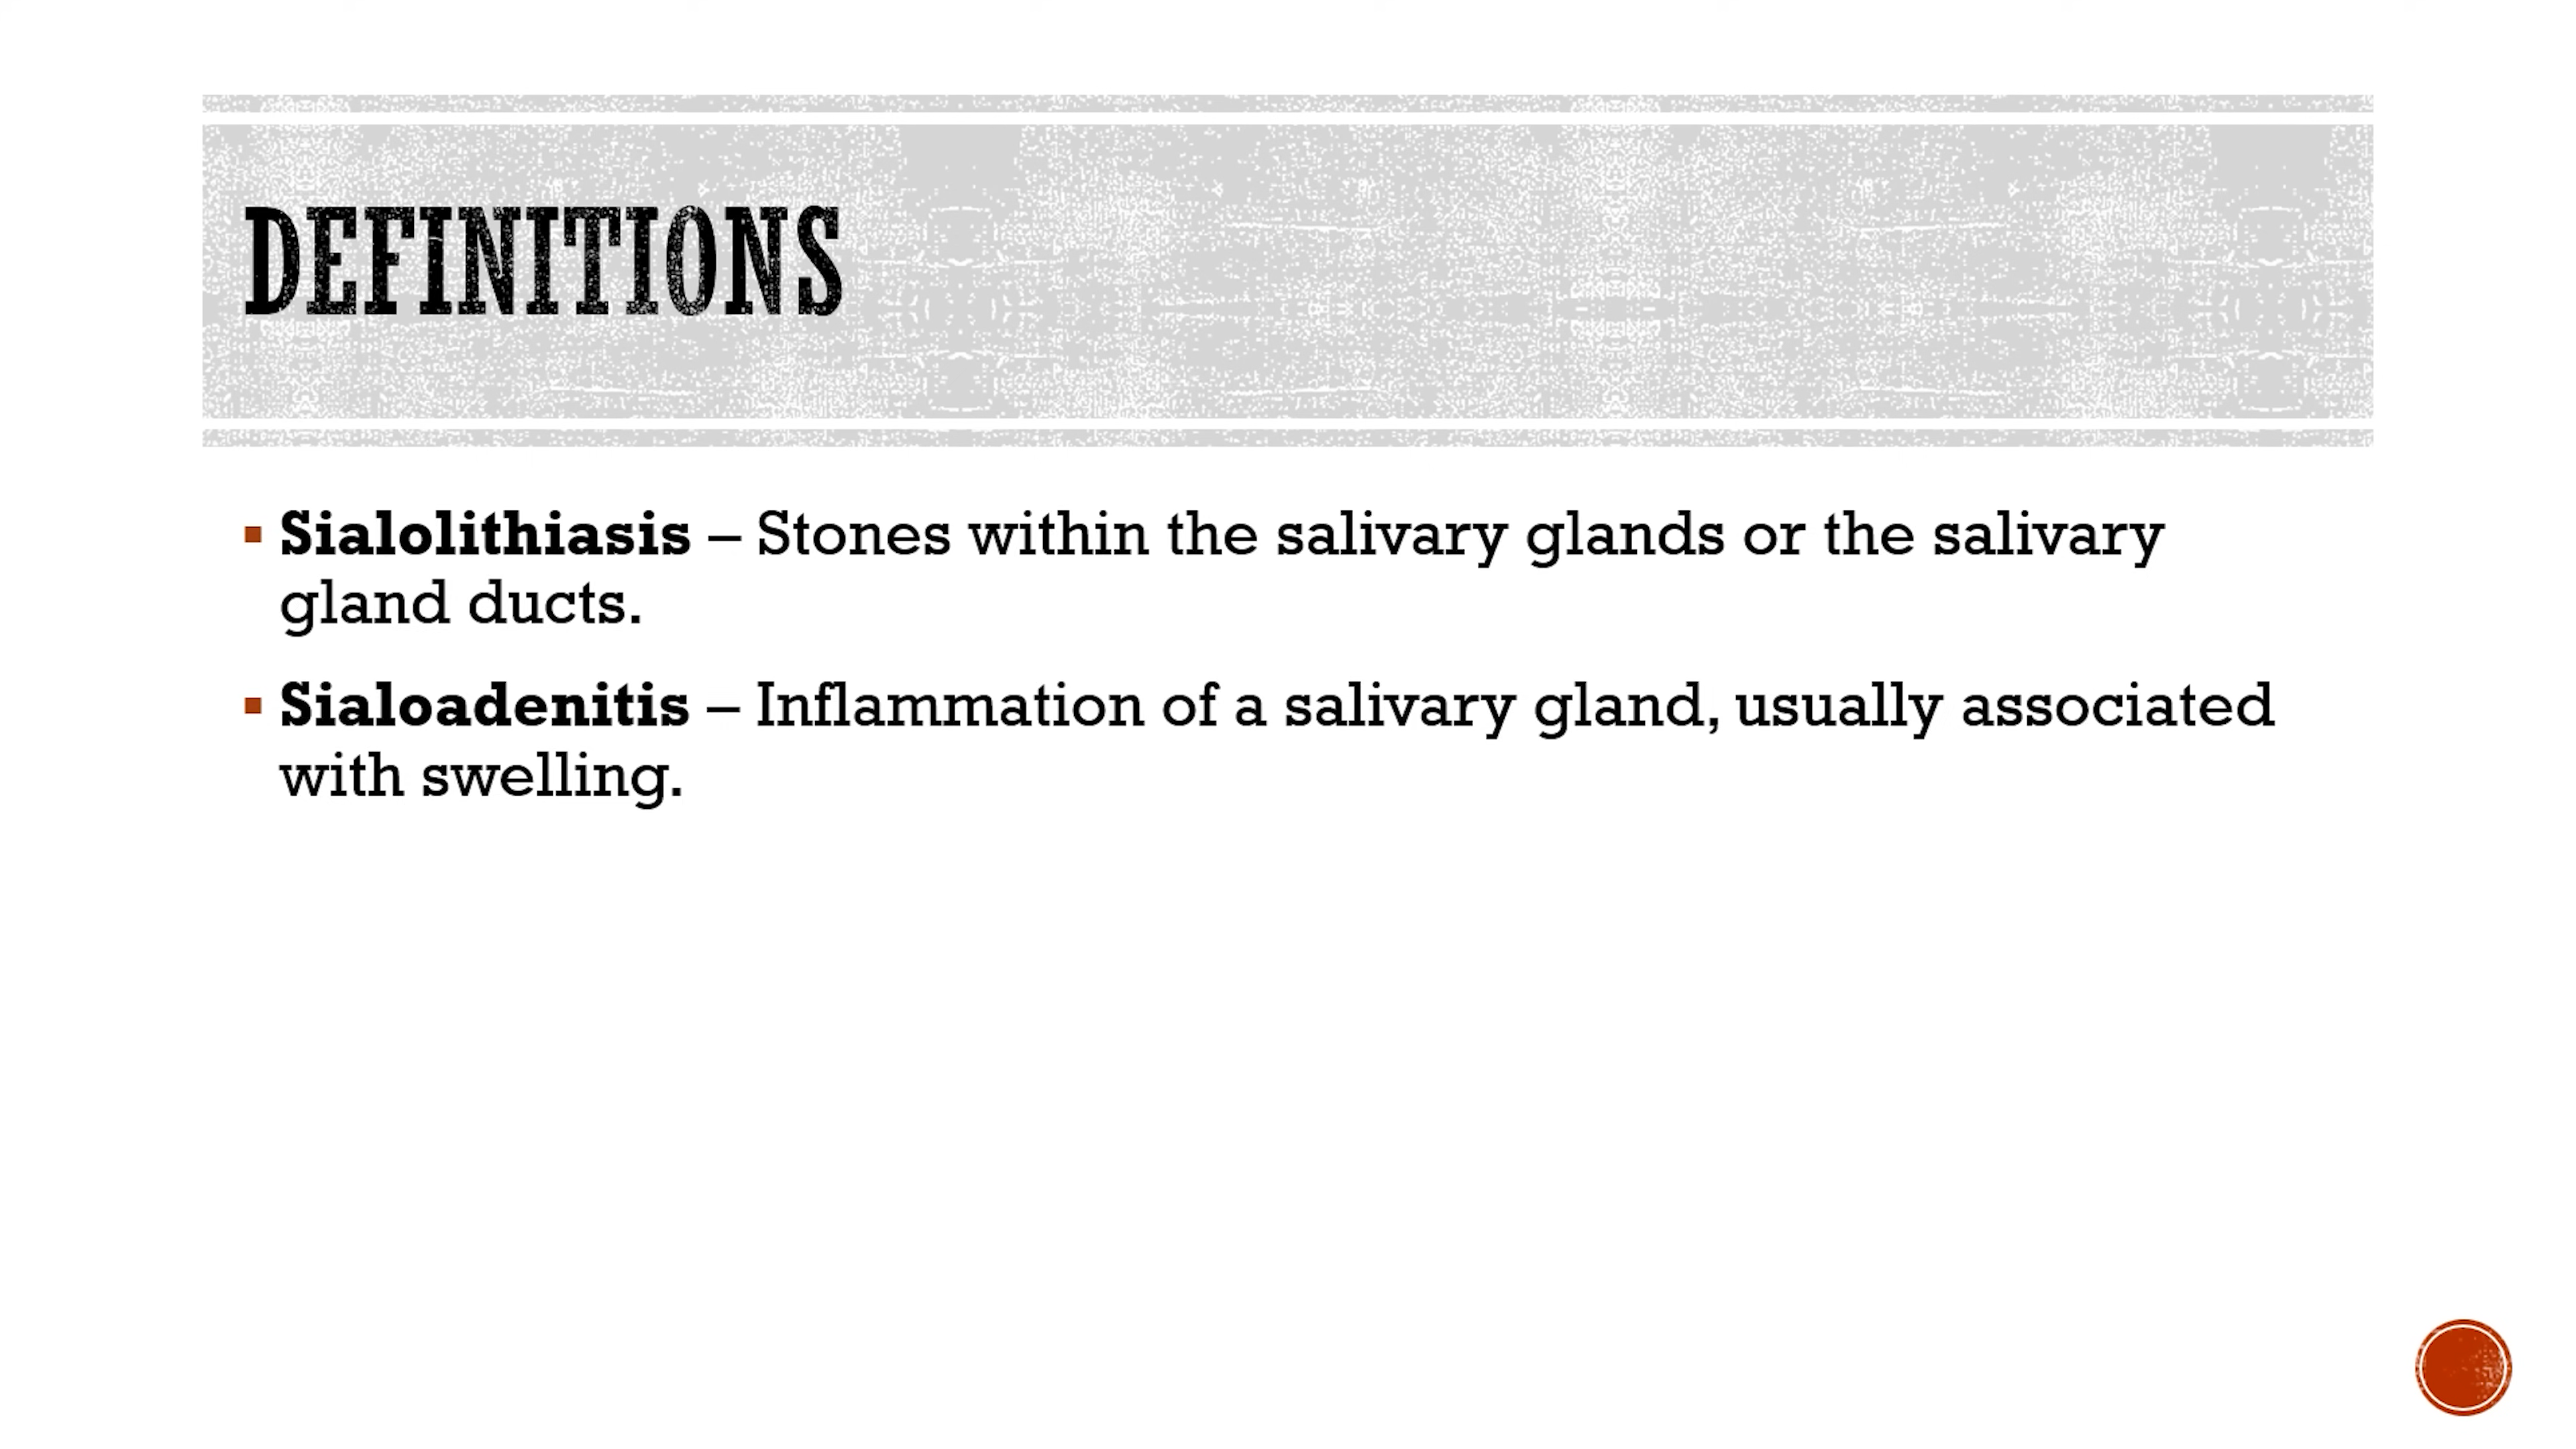 DEFINITIONS
▪ Sialolithiasis – Stones within the salivary glands or the salivary
gland ducts.
▪ Sialoadenitis – Inflammation of a salivary gland, usually associated
with swelling.